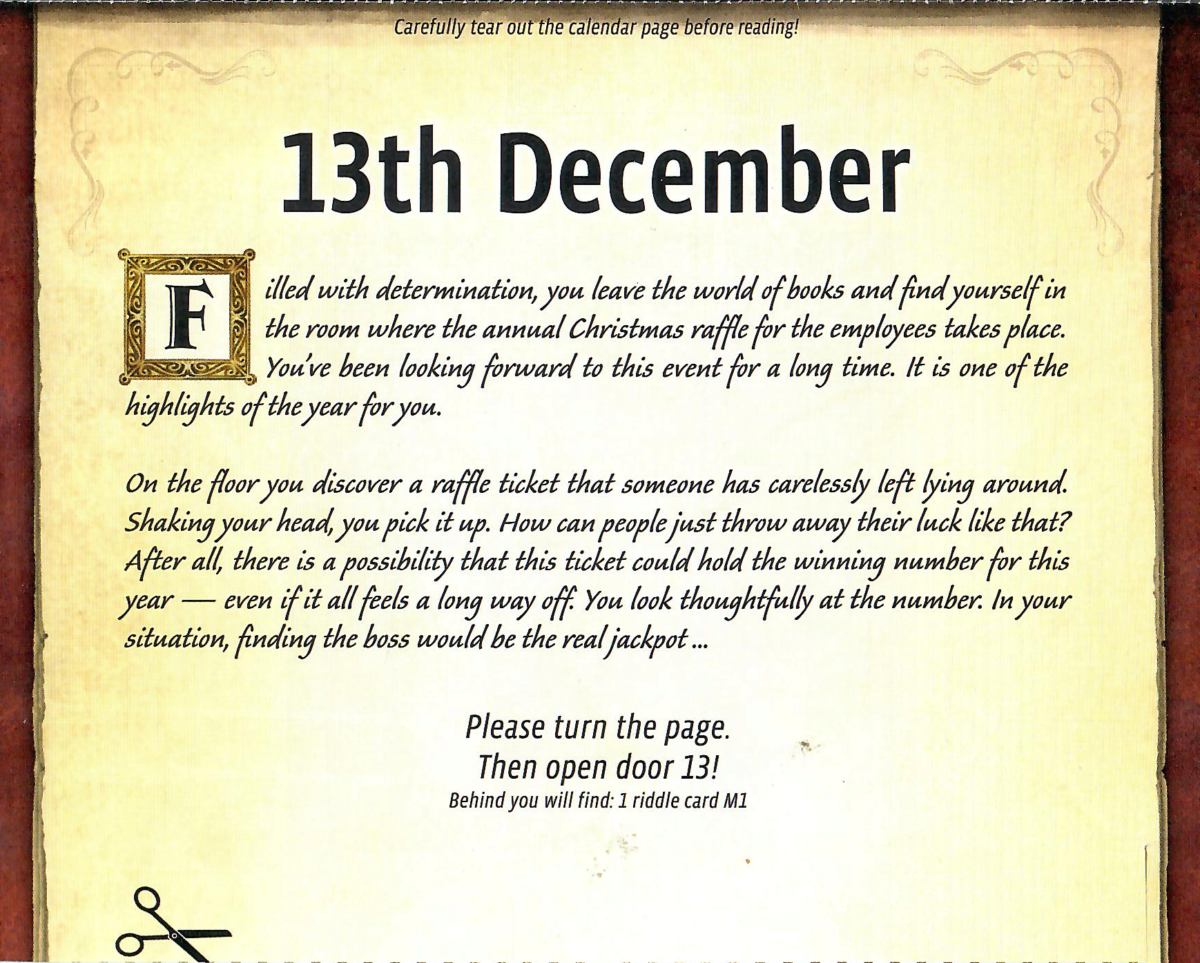 Carefully tear out the calendar page before reading!
13th December
Filled with determination, you leave the world of books and find yourself in
the room where the annual Christmas raffle for the employees takes place.
You've been looking forward to this event for a long time. It is one of the
highlights of the year for you.
On the floor you discover a raffle ticket that someone has carelessly left lying around.
Shaking your head, you pick it up. How can people just throw away their luck like that?
After all, there is a possibility that this ticket could hold the winning number for this
year — even if it all feels a long way off. You look thoughtfully at the number. In your
situation, finding the boss would be the real jackpot ...
Please turn the page.
Then open door 13!
Behind you will find: 1 riddle card M1